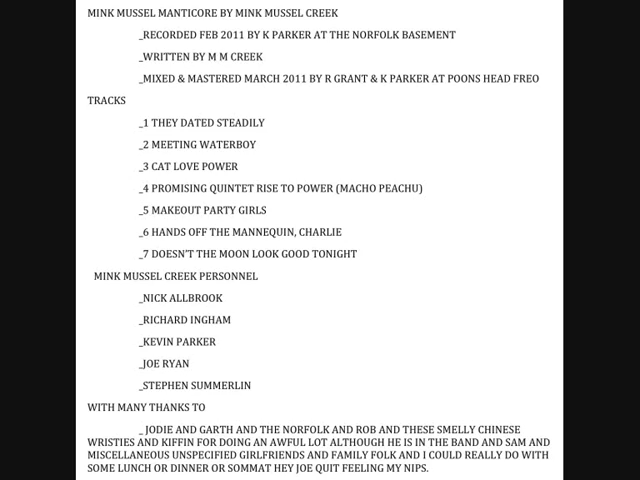 MINK MUSSEL MANTICORE BY MINK MUSSEL CREEK
_RECORDED FEB 2011 BY K PARKER AT THE NORFOLK BASEMENT
_WRITTEN BY M M CREEK
_MIXED & MASTERED MARCH 2011 BY R GRANT & K PARKER AT POONS HEAD FREO
TRACKS
_1 THEY DATED STEADILY
_2 MEETING WATERBOY
_3 CAT LOVE POWER
_4 PROMISING QUINTET RISE TO POWER (MACHO PEACHU)
_5 MAKEOUT PARTY GIRLS
_6 HANDS OFF THE MANNEQUIN, CHARLIE
_7 DOESN'T THE MOON LOOK GOOD TONIGHT
MINK MUSSEL CREEK PERSONNEL
_NICK ALLBROOK
_RICHARD INGHAM
_KEVIN PARKER
_JOE RYAN
_STEPHEN SUMMERLIN
WITH MANY THANKS TO
_ JODIE AND GARTH AND THE NORFOLK AND ROB AND THESE SMELLY CHINESE
WRISTIES AND KIFFIN FOR DOING AN AWFUL LOT ALTHOUGH HE IS IN THE BAND AND SAM AND
MISCELLANEOUS UNSPECIFIED GIRLFRIENDS AND FAMILY FOLK AND I COULD REALLY DO WITH
SOME LUNCH OR DINNER OR SOMMAT HEY JOE QUIT FEELING MY NIPS.